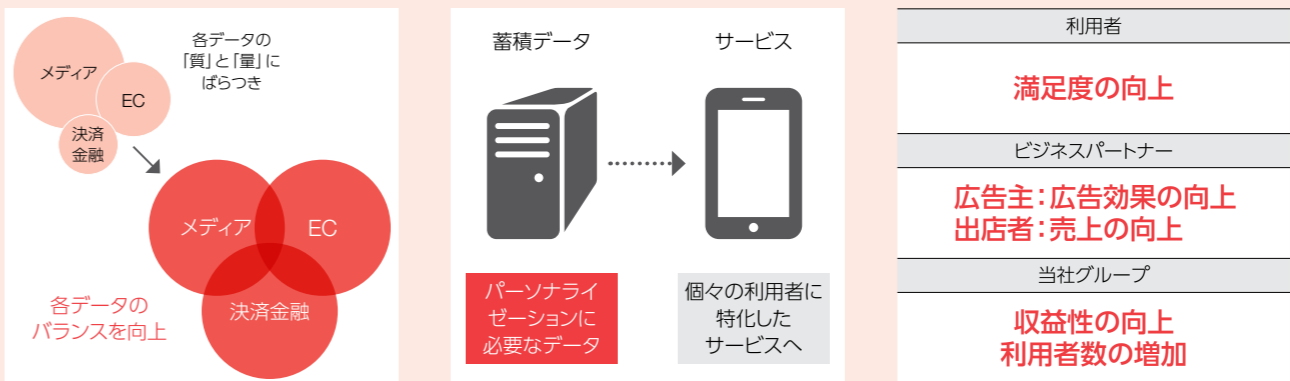 各データの
「質」と「量」に
ばらつき
メディア
EC
決済
金融
メディア
EC
決済金融
各データの
バランスを向上
蓄積データ
サービス
パーソナライ
ゼーションに
必要なデータ
個々の利用者に
特化した
サービスへ
利用者
満足度の向上
ビジネスパートナー
広告主：広告効果の向上
出店者：売上の向上
当社グループ
収益性の向上
利用者数の増加